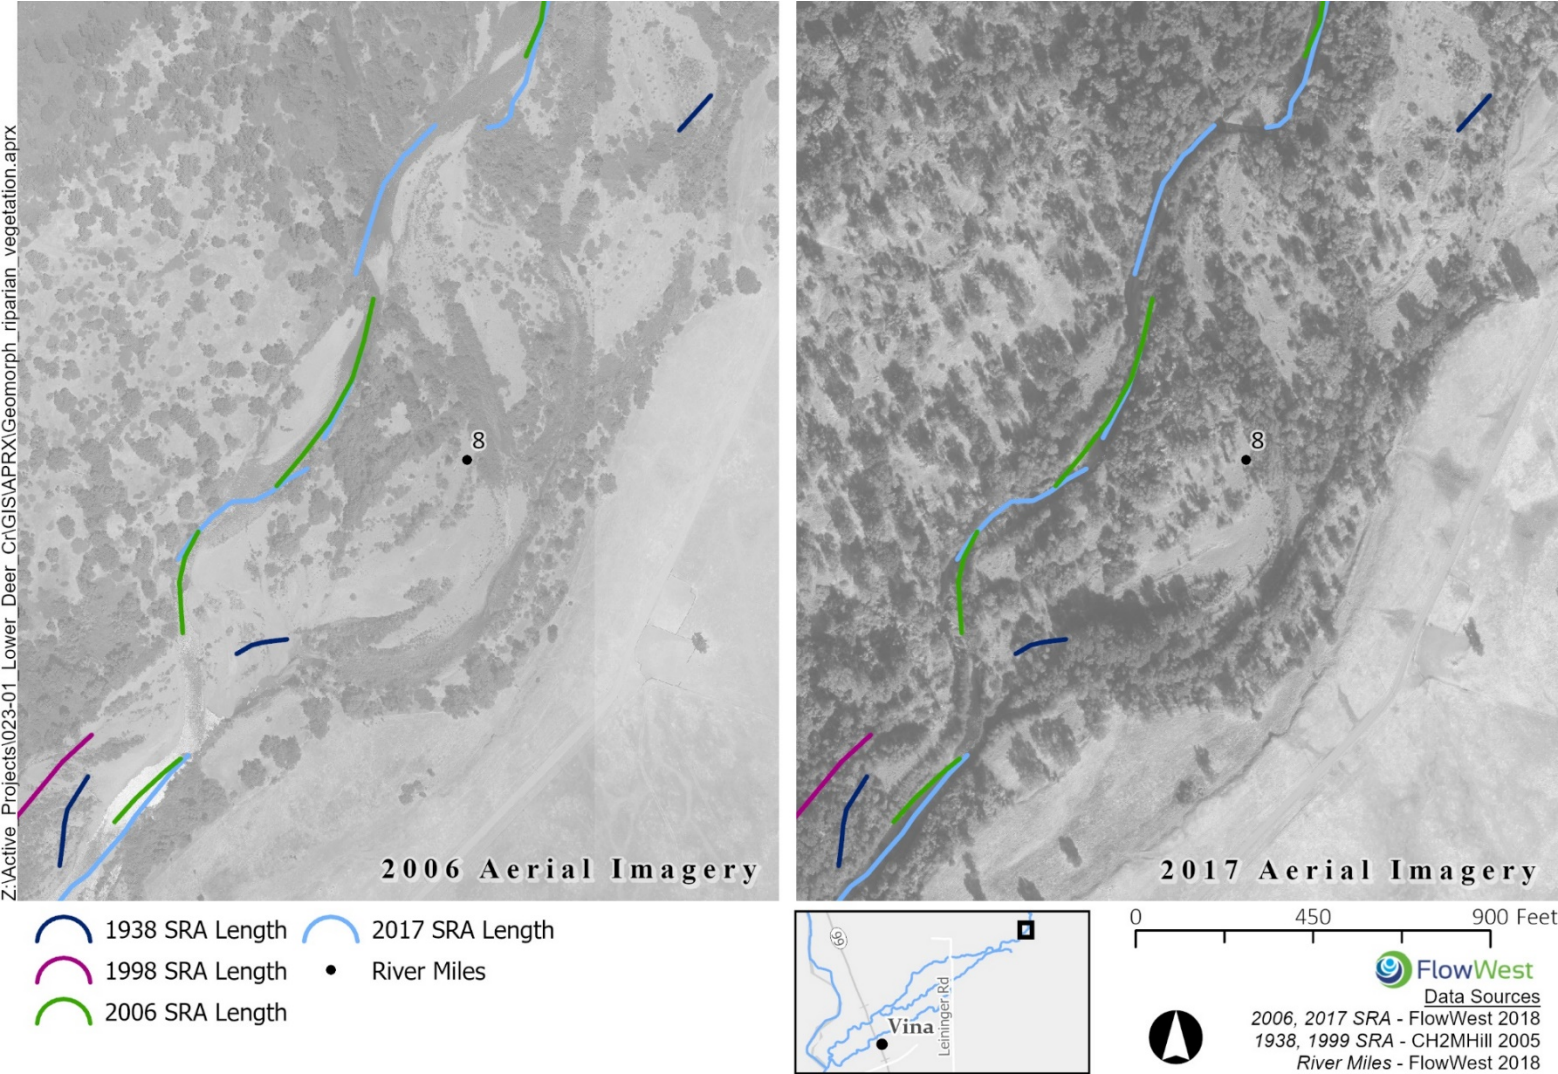 Z:\Active_Projects\023-01_Lower_Deer_Cr\GIS\APRX\Geomorph_riparian_vegetation.aprx
8
2006 Aerial Imagery
8
2017 Aerial Imagery
1938 SRA Length
1998 SRA Length
2006 SRA Length
2017 SRA Length
River Miles
99
Leininger Rd
Vina
0 450 900 Feet
FlowWest
Data Sources
2006, 2017 SRA - FlowWest 2018
1938, 1999 SRA - CH2MHill 2005
River Miles - FlowWest 2018